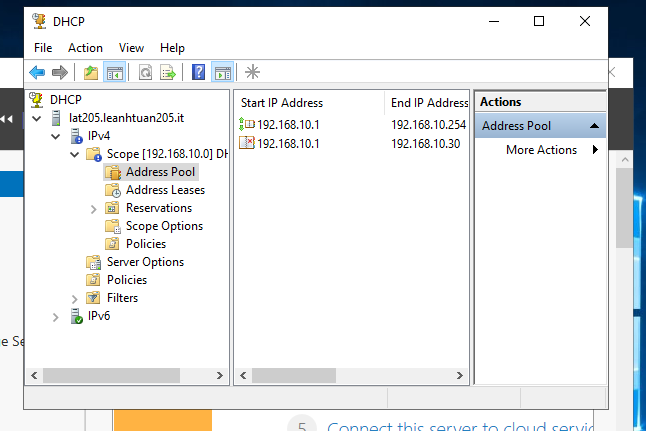 DHCP
File Action View Help
DHCP
lat205.leanhtuan205.it
IPv4
Scope [192.168.10.0] DH
Address Pool
Address Leases
Reservations
Scope Options
Policies
Server Options
Policies
Filters
IPv6
Start IP Address End IP Address
192.168.10.1 192.168.10.254
192.168.10.1 192.168.10.30
Actions
Address Pool
More Actions
e Se
5 Connect this server to cloud servic